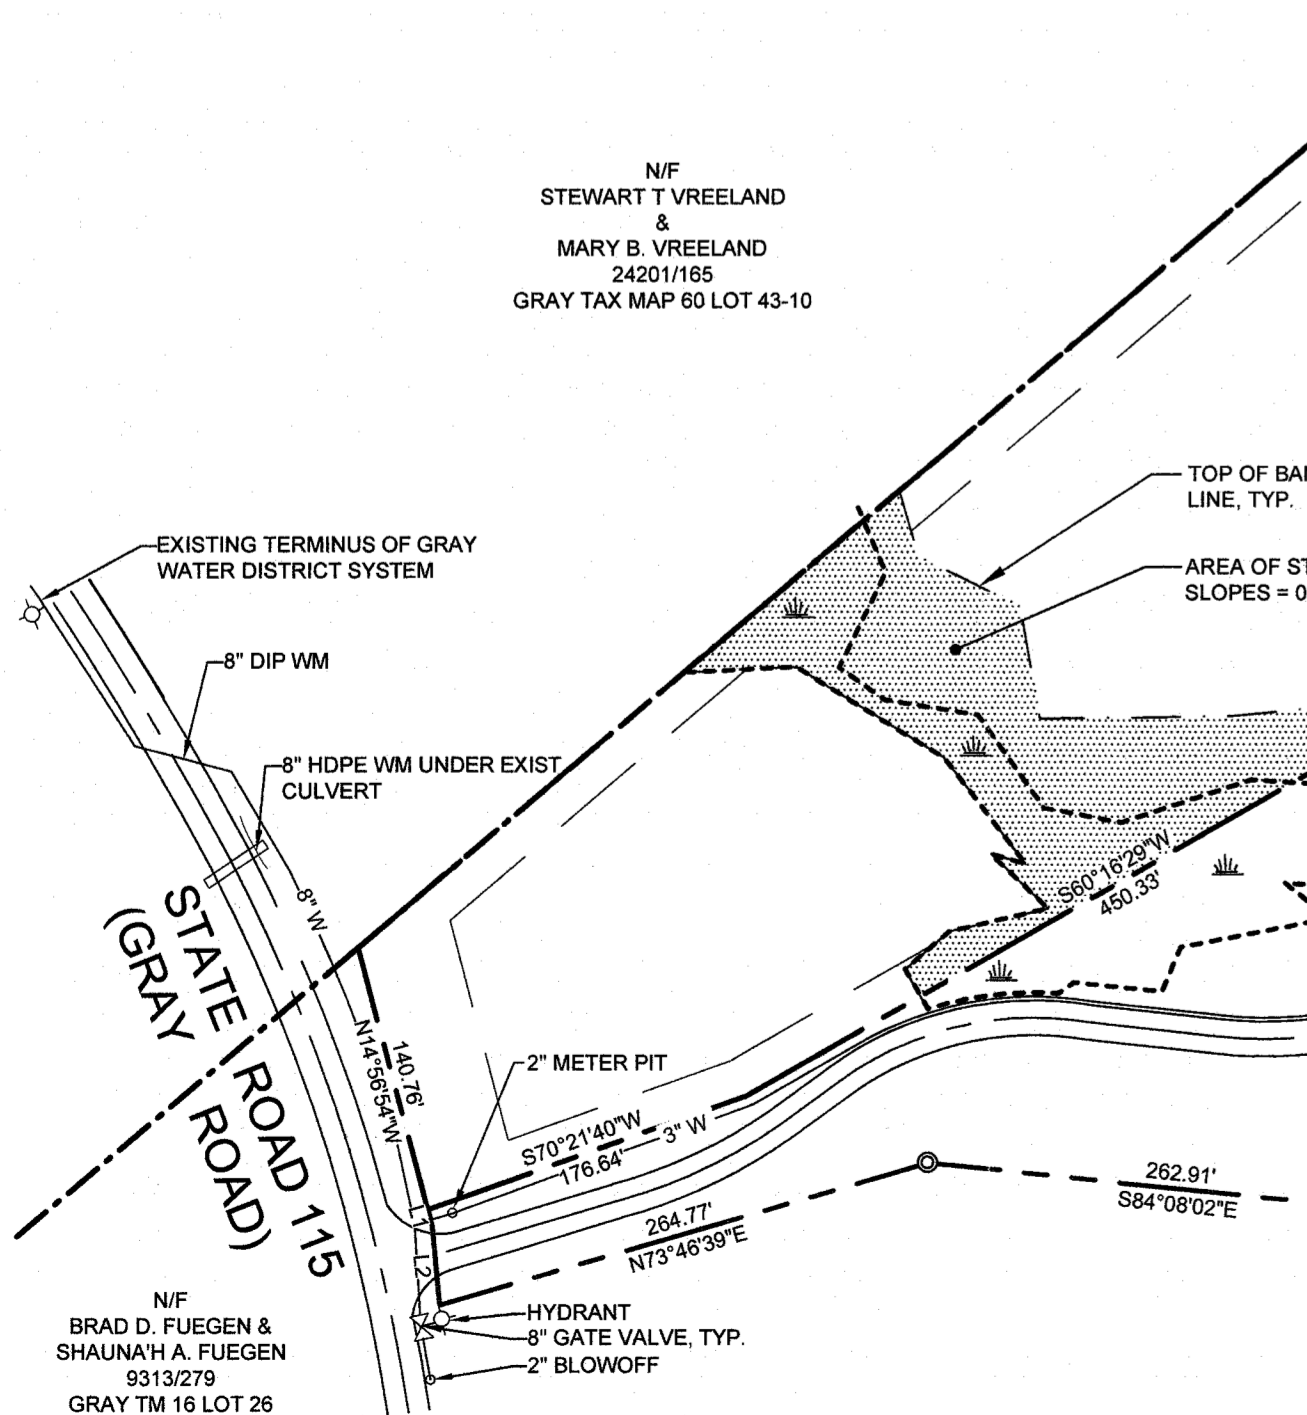 N/F
STEWART T VREELAND
&
MARY B. VREELAND
24201/165
GRAY TAX MAP 60 LOT 43-10
TOP OF
LINE, TYP.
AREA OF
SLOPES =
EXISTING TERMINUS OF GRAY
WATER DISTRICT SYSTEM
8" DIP WM
8" HDPE WM UNDER EXIST
CULVERT
8" W
S60°16'29"W
450.33'
STATE ROAD 115
(GRAY ROAD)
140.76'
N14°56'54"W
2" METER PIT
S70°21'40"W
176.64'
3" W
L1
L2
264.77'
N73°46'39"E
262.91'
S84°08'02"E
HYDRANT
8" GATE VALVE, TYP.
2" BLOWOFF
N/F
BRAD D. FUEGEN &
SHAUNA'H A. FUEGEN
9313/279
GRAY TM 16 LOT 26